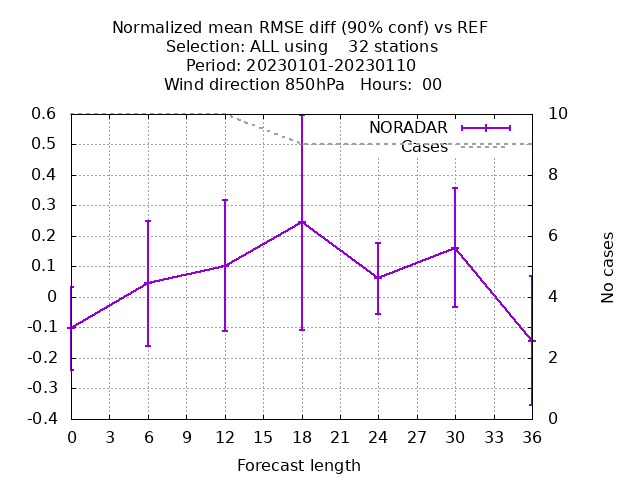 Normalized mean RMSE diff (90% conf) vs REF
Selection: ALL using    32 stations
Period: 20230101-20230110
Wind direction 850hPa   Hours:  00
0.6
0.5
0.4
0.3
0.2
0.1
0
-0.1
-0.2
-0.3
-0.4
NORADAR
Cases
10
8
6
4
2
0
No cases
0 3 6 9 12 15 18 21 24 27 30 33 36
Forecast length